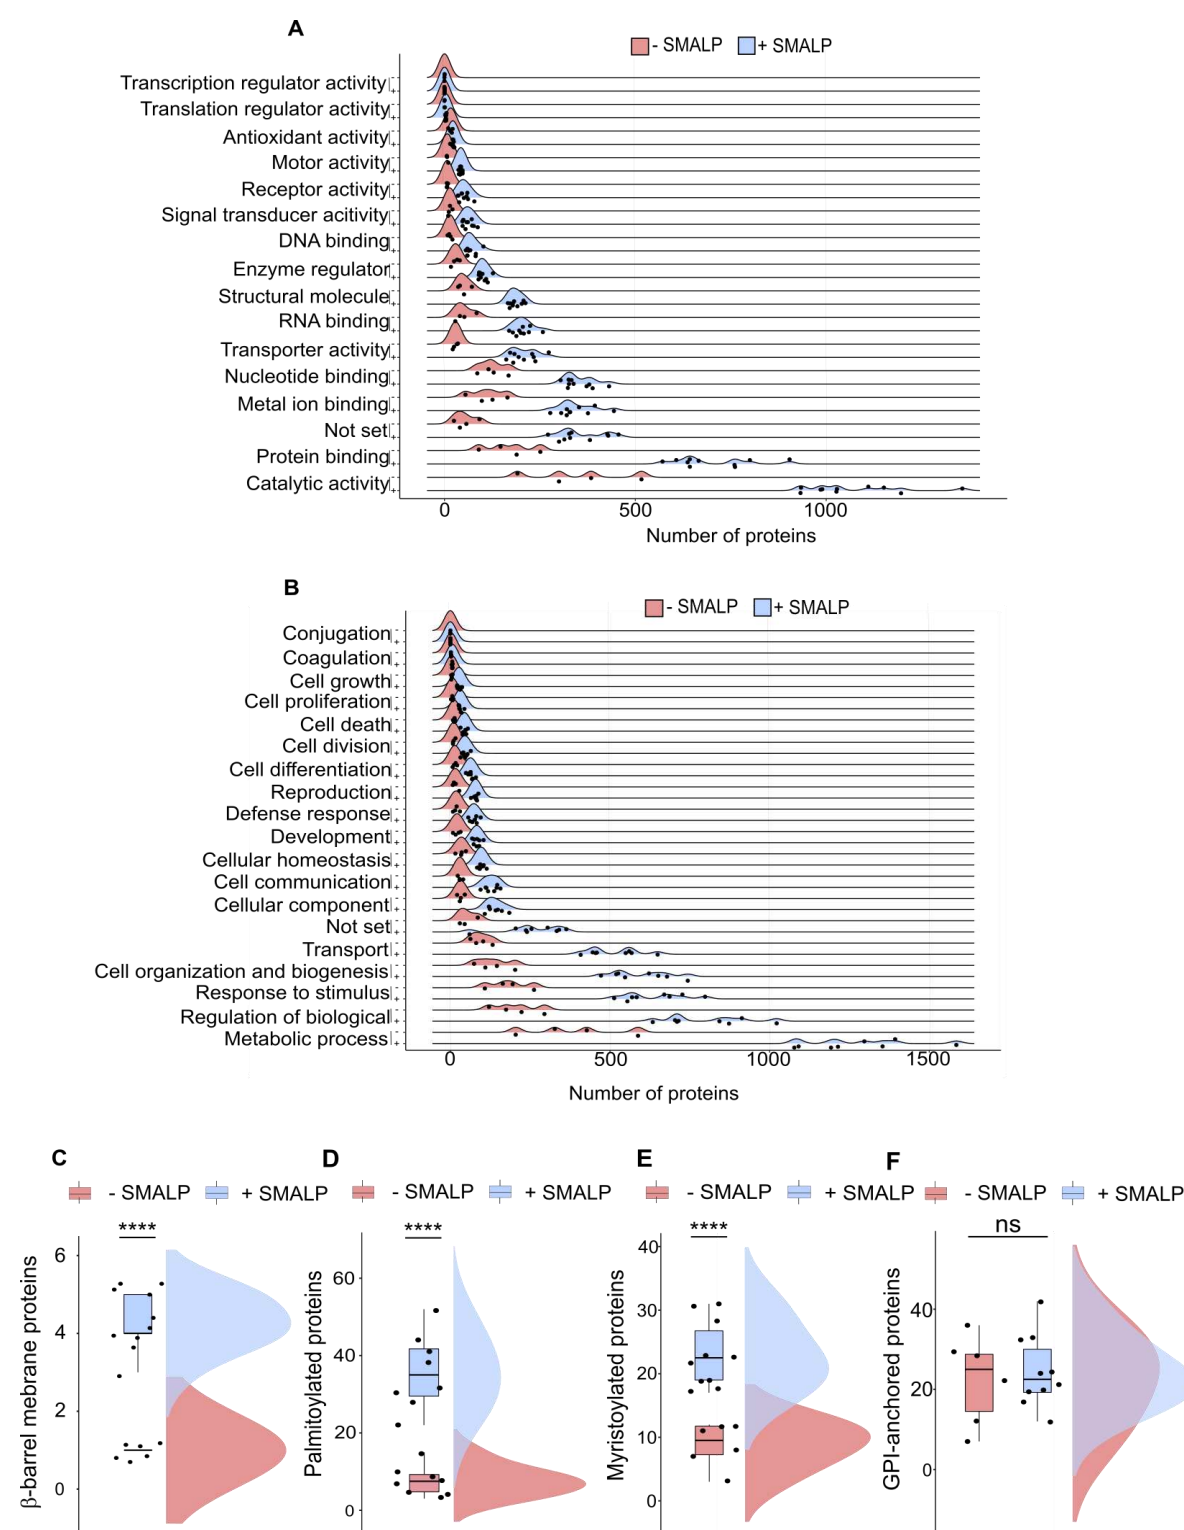 A
- SMALP + SMALP
Transcription regulator activity
Translation regulator activity
Antioxidant activity
Motor activity
Receptor activity
Signal transducer acitivity
DNA binding
Enzyme regulator
Structural molecule
RNA binding
Transporter activity
Nucleotide binding
Metal ion binding
Not set
Protein binding
Catalytic activity
0 500 1000
Number of proteins
B
- SMALP + SMALP
Conjugation
Coagulation
Cell growth
Cell proliferation
Cell death
Cell division
Cell differentiation
Reproduction
Defense response
Development
Cellular homeostasis
Cell communication
Cellular component
Not set
Transport
Cell organization and biogenesis
Response to stimulus
Regulation of biological
Metabolic process
0 500 1000 1500
Number of proteins
C
- SMALP + SMALP
****
β-barrel mebrane proteins
6
4
2
0
D
- SMALP + SMALP
****
Palmitoylated proteins
60
40
20
0
E
- SMALP + SMALP
****
Myristoylated proteins
40
30
20
10
0
F
- SMALP + SMALP
ns
GPI-anchored proteins
40
20
0